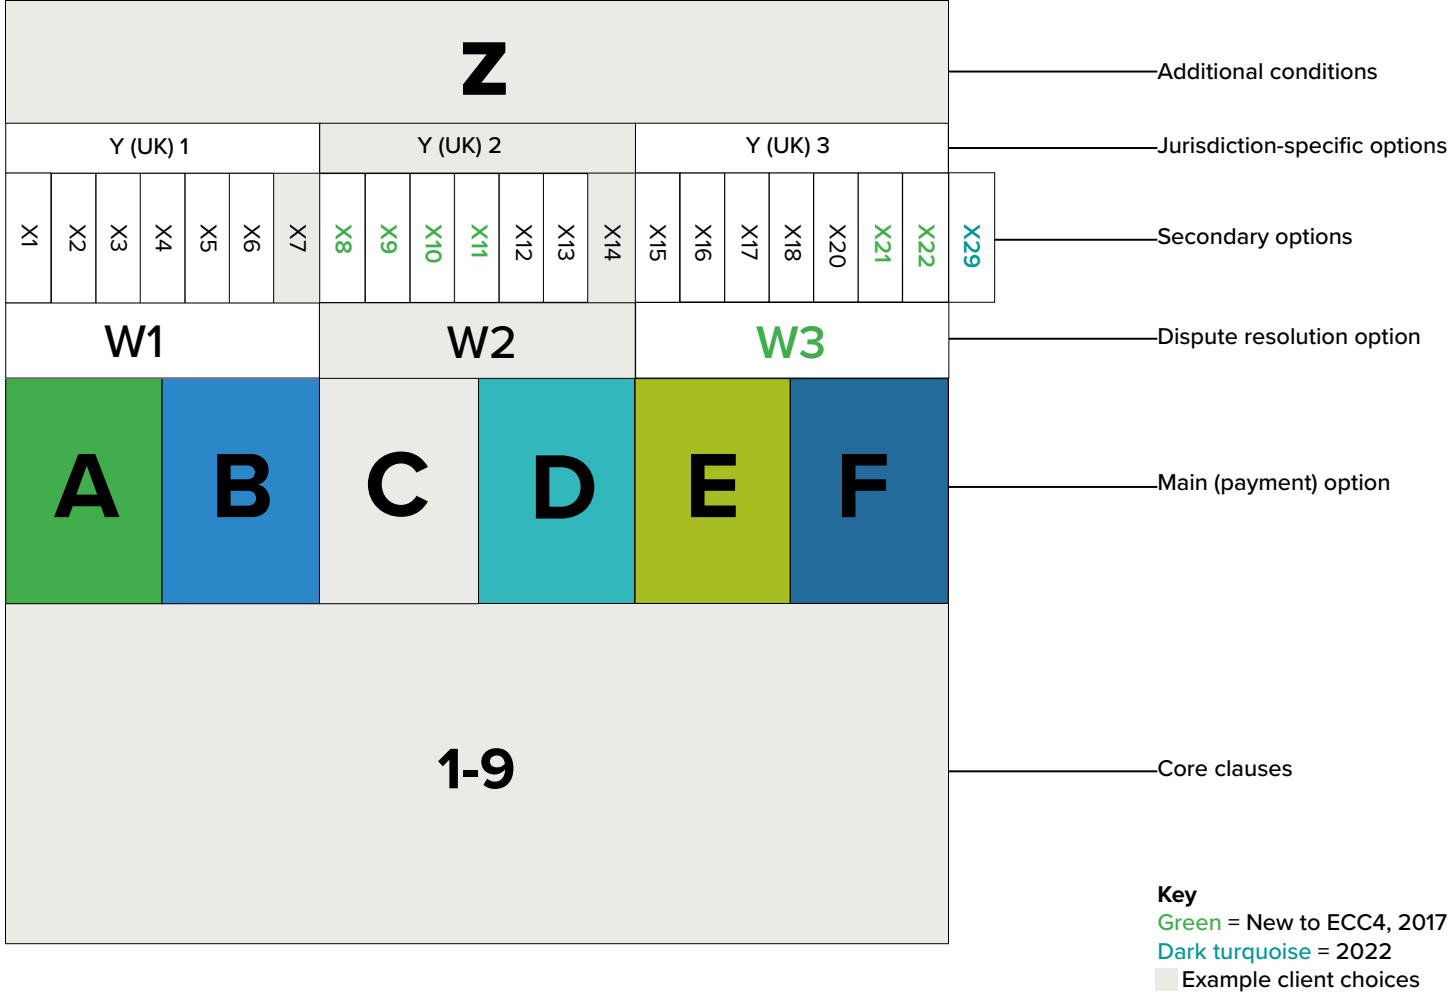 Z
Additional conditions
Y (UK) 1
Y (UK) 2
Y (UK) 3
Jurisdiction-specific options
X1
X2
X3
X4
X5
X6
X7
X8
X9
X10
X11
X12
X13
X14
X15
X16
X17
X18
X20
X21
X22
X29
Secondary options
W1
W2
W3
Dispute resolution option
A
B
C
D
E
F
Main (payment) option
1-9
Core clauses
Key
Green = New to ECC4, 2017
Dark turquoise = 2022
Example client choices